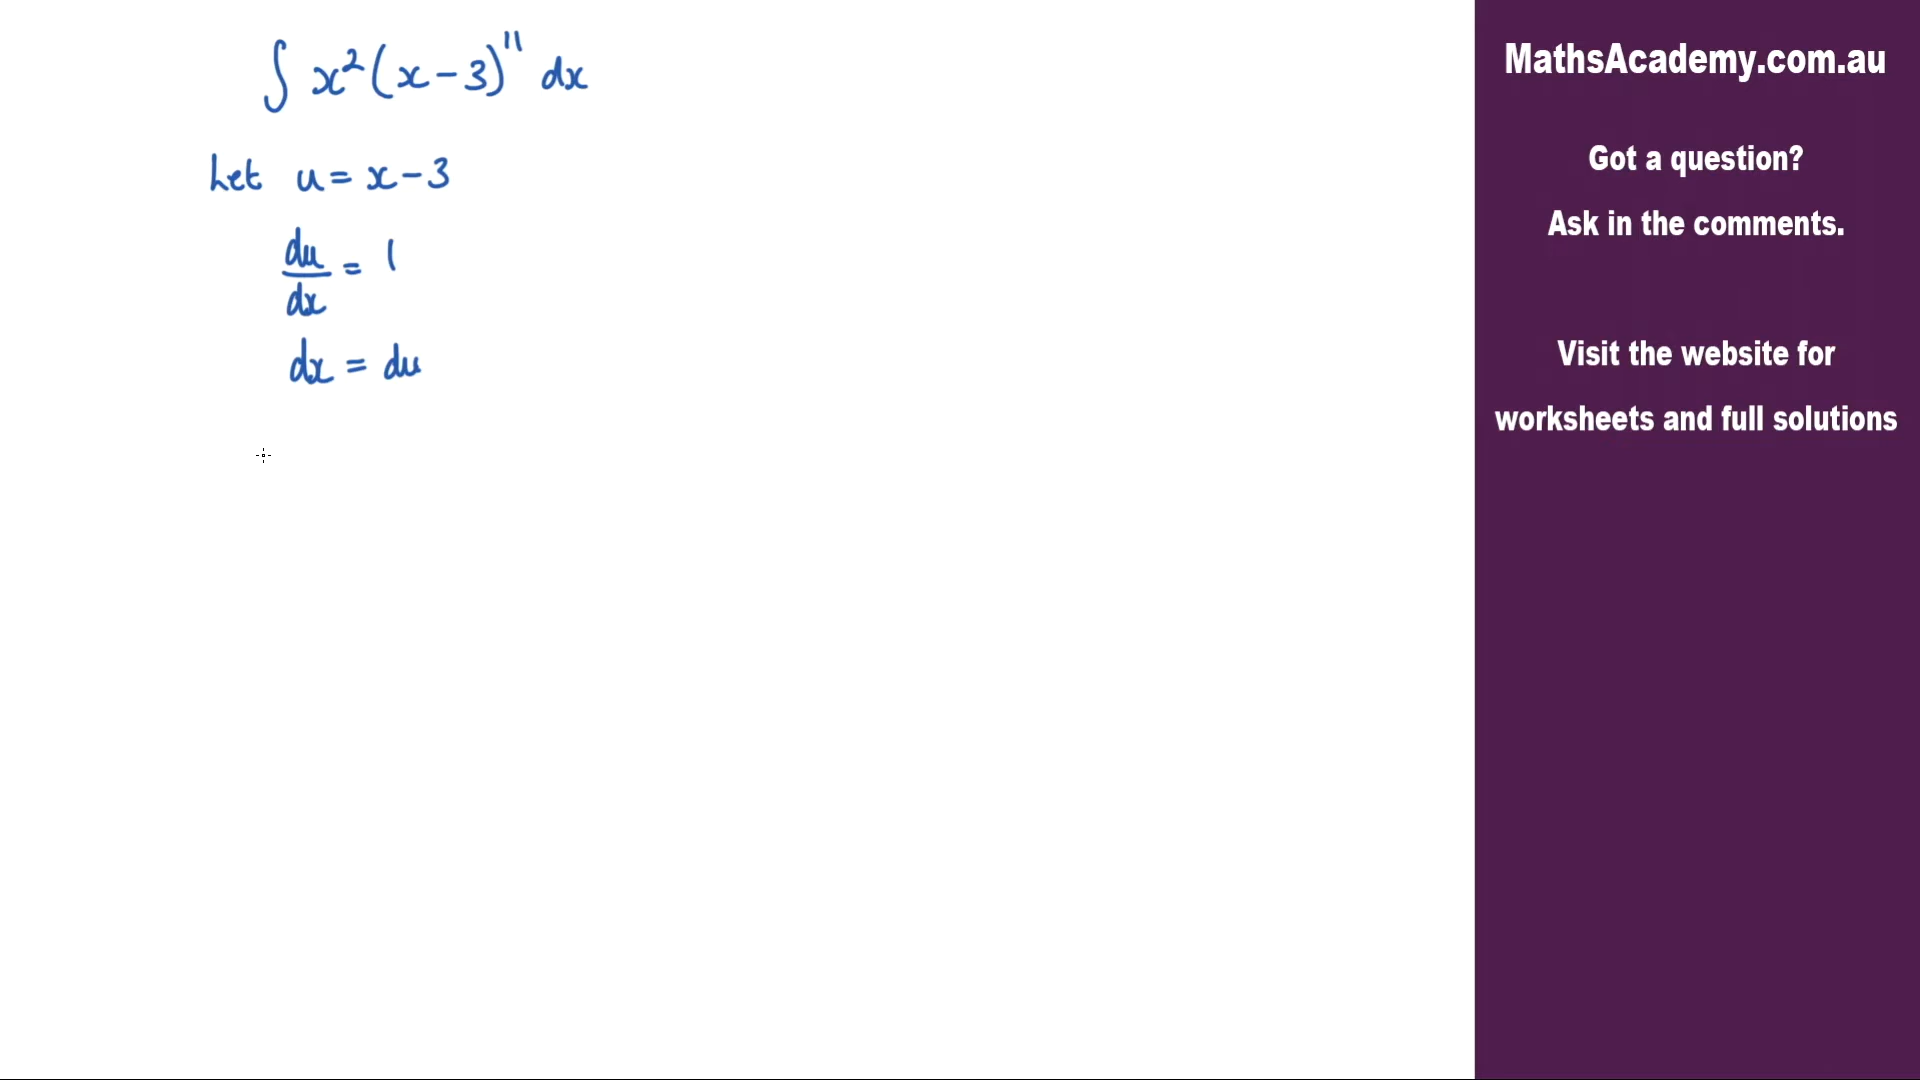 ∫ x²(x-3)¹¹ dx
Let u = x-3
du/dx = 1
dx = du
MathsAcademy.com.au
Got a question?
Ask in the comments.
Visit the website for
worksheets and full solutions